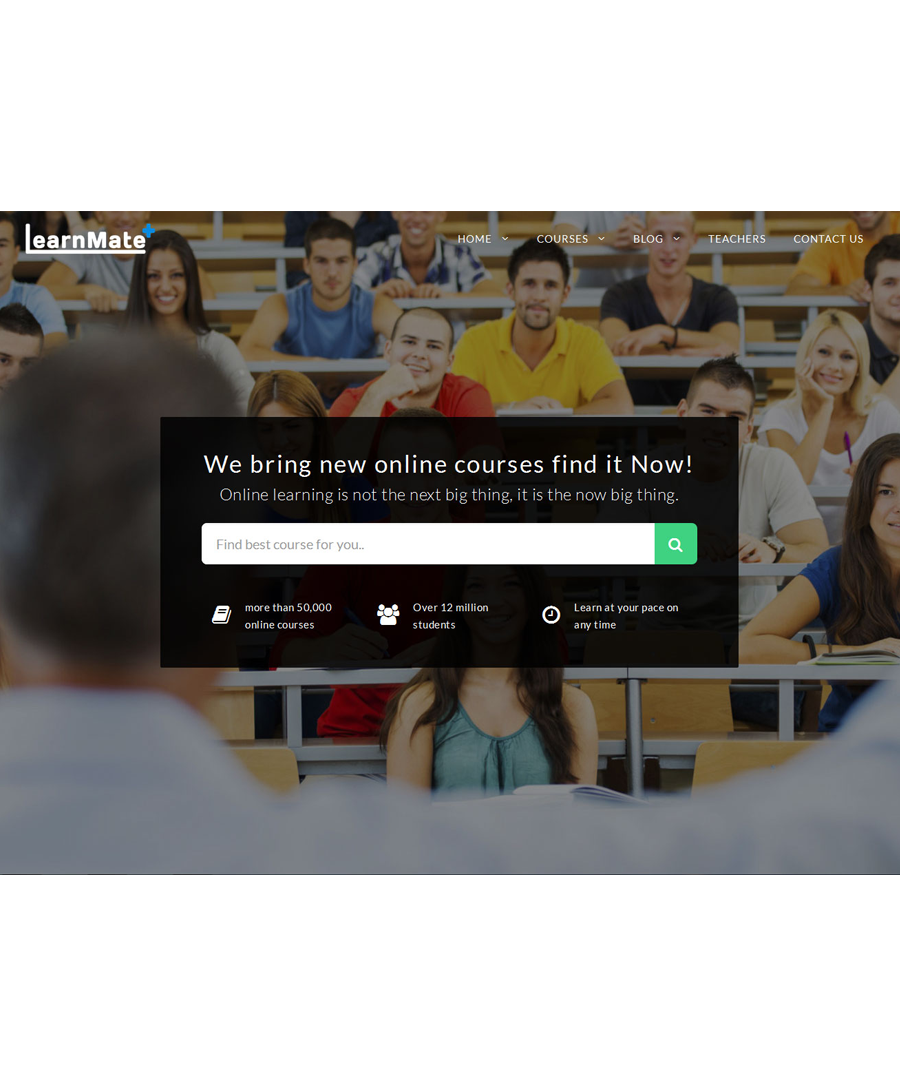 LearnMate
HOME
COURSES
BLOG
TEACHERS
CONTACT US
We bring new online courses find it Now!
Online learning is not the next big thing, it is the now big thing.
Find best course for you..
more than 50,000
online courses
Over 12 million
students
Learn at your pace on
any time